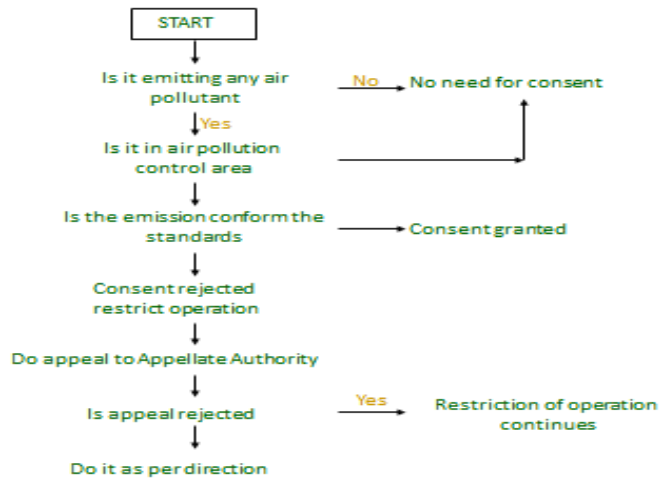 START
Is it emitting any air
pollutant
No
No need for consent
Yes
Is it in air pollution
control area
Is the emission conform the
standards
Consent granted
Consent rejected
restrict operation
Do appeal to Appellate Authority
Is appeal rejected
Yes
Restriction of operation
continues
Do it as per direction